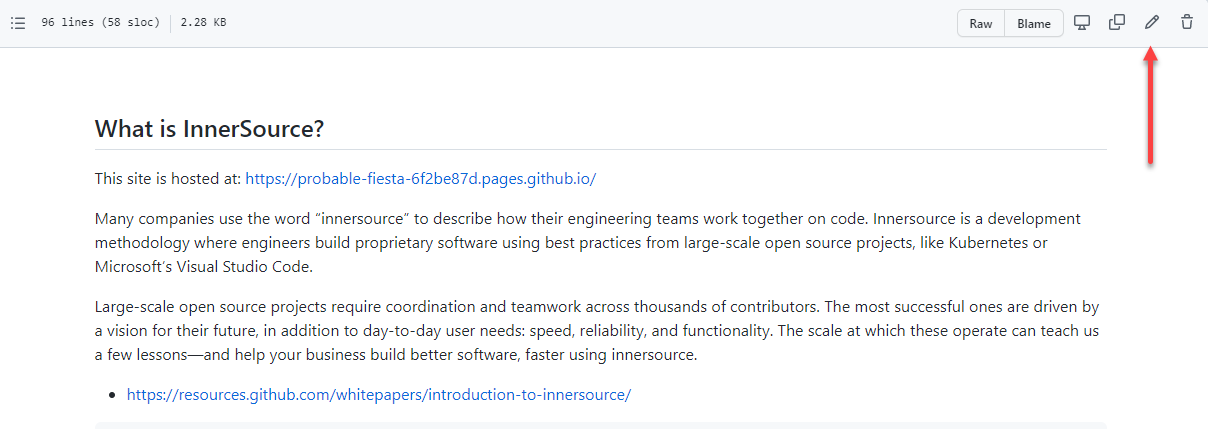 96 lines (58 sloc) 2.28 KB Raw Blame
What is InnerSource?
This site is hosted at: https://probable-fiesta-6f2be87d.pages.github.io/
Many companies use the word “innersource” to describe how their engineering teams work together on code. Innersource is a development
methodology where engineers build proprietary software using best practices from large-scale open source projects, like Kubernetes or
Microsoft’s Visual Studio Code.
Large-scale open source projects require coordination and teamwork across thousands of contributors. The most successful ones are driven by
a vision for their future, in addition to day-to-day user needs: speed, reliability, and functionality. The scale at which these operate can teach us
a few lessons—and help your business build better software, faster using innersource.
• https://resources.github.com/whitepapers/introduction-to-innersource/